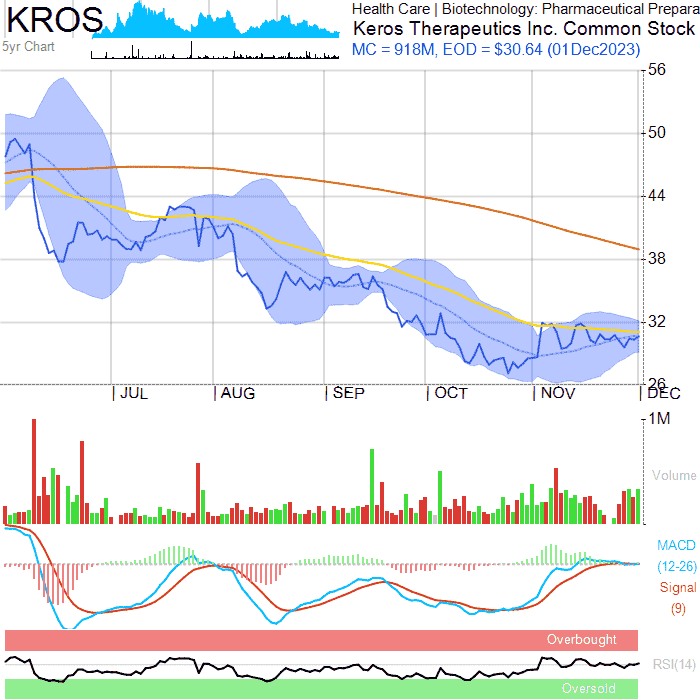 KROS
Health Care | Biotechnology: Pharmaceutical Prepara
Keros Therapeutics Inc. Common Stock
5yr Chart
MC = 918M, EOD = $30.64 (01Dec2023)
56
50
44
38
32
26
JUL
AUG
SEP
OCT
NOV
DEC
1M
Volume
MACD
(12-26)
Signal
(9)
Overbought
RSI(14)
Oversold